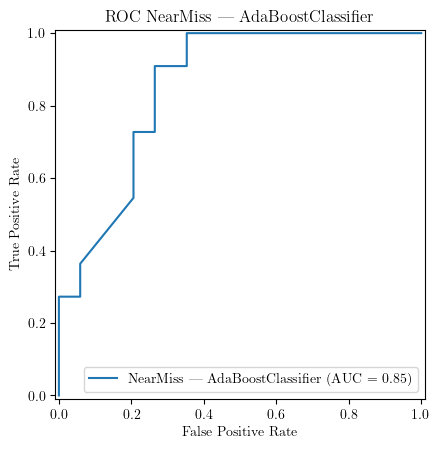 ROC NearMiss — AdaBoostClassifier
1.0
0.8
0.6
0.4
0.2
0.0
True Positive Rate
NearMiss — AdaBoostClassifier (AUC = 0.85)
0.0 0.2 0.4 0.6 0.8 1.0
False Positive Rate